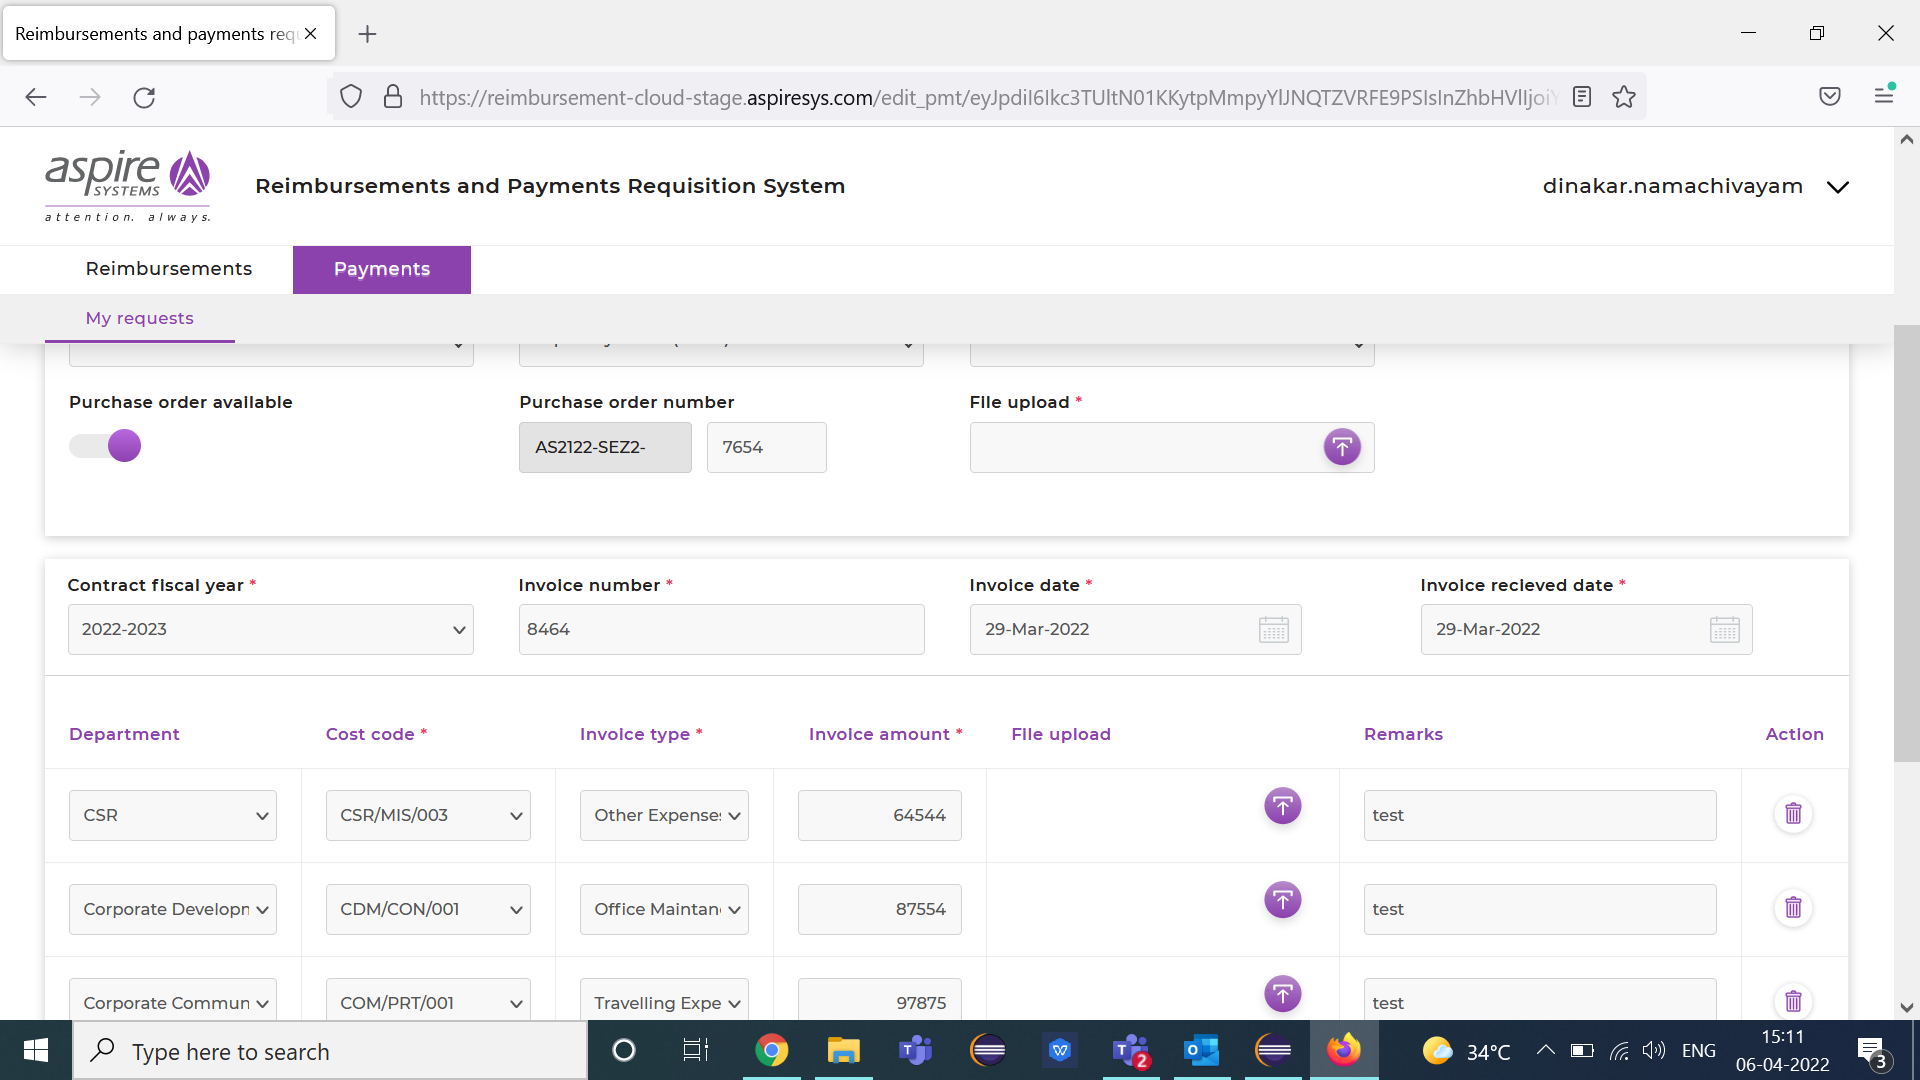 Reimbursements and payments req
https://reimbursement-cloud-stage.aspiresys.com/edit_pmt/
aspire
SYSTEMS
attention. always.
Reimbursements and Payments Requisition System
dinakar.namachivayam
Reimbursements
Payments
My requests
Purchase order available
Purchase order number
File upload *
AS2122-SEZ2-
7654
Contract fiscal year *
Invoice number *
Invoice date *
Invoice recieved date *
2022-2023
8464
29-Mar-2022
29-Mar-2022
Department
Cost code *
Invoice type *
Invoice amount *
File upload
Remarks
Action
CSR
CSR/MIS/003
Other Expenses
64544
test
Corporate Developn
CDM/CON/001
Office Maintan
87554
test
Corporate Commun
COM/PRT/001
Travelling Expe
97875
test
Type here to search
2
34°C
ENG
15:11
06-04-2022
3